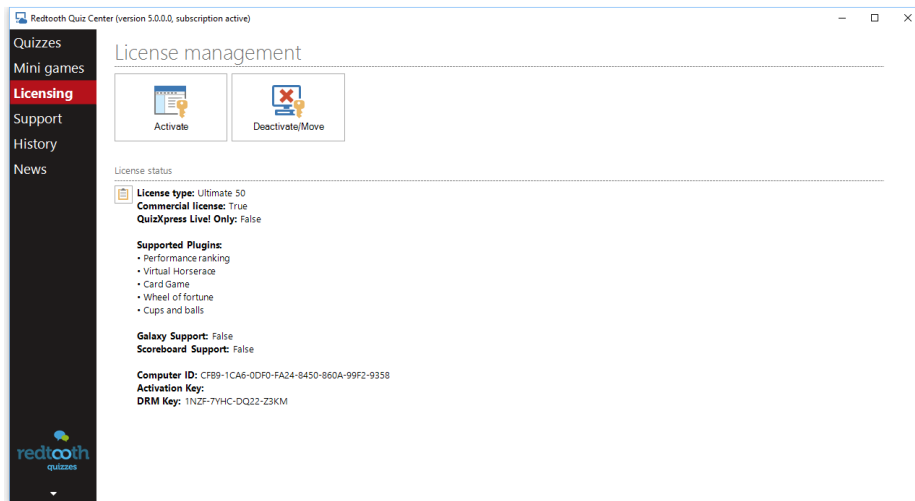 Redtooth Quiz Center (version 5.0.0.0, subscription active)
Quizzes
Mini games
Licensing
Support
History
News
License management
Activate
Deactivate/Move
License status
License type: Ultimate 50
Commercial license: True
QuizXpress Live! Only: False
Supported Plugins:
• Performance ranking
• Virtual Horserace
• Card Game
• Wheel of fortune
• Cups and balls
Galaxy Support: False
Scoreboard Support: False
Computer ID: CFB9-1CA6-0DF0-FA24-8450-860A-99F2-9358
Activation Key:
DRM Key: 1NZF-7YHC-DQ22-Z3KM
redtooth
quizzes